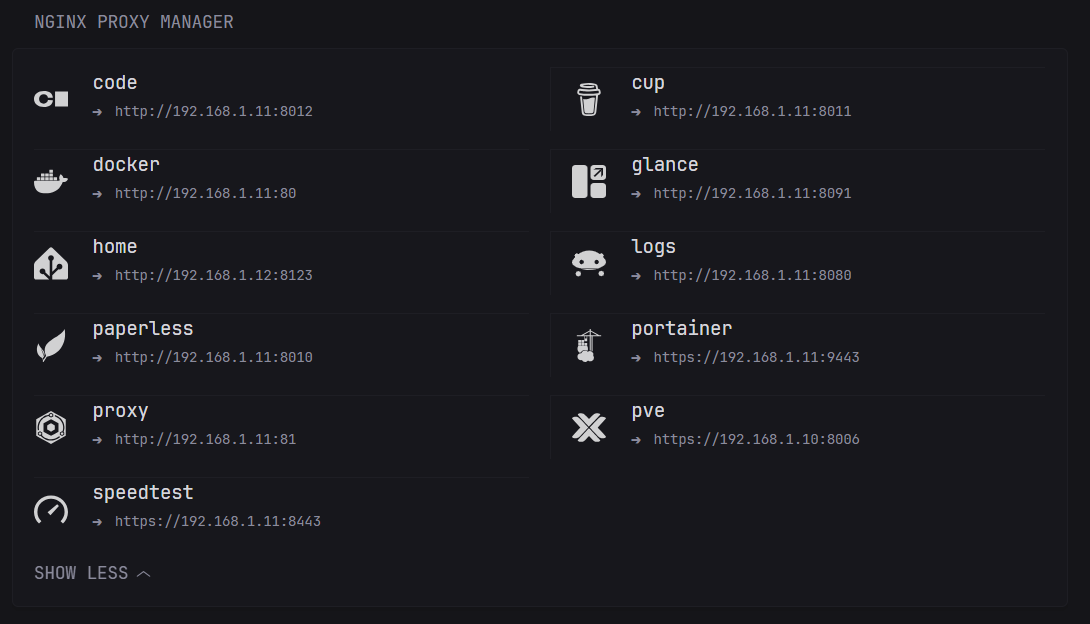 NGINX PROXY MANAGER
code
➔ http://192.168.1.11:8012
cup
➔ http://192.168.1.11:8011
docker
➔ http://192.168.1.11:80
glance
➔ http://192.168.1.11:8091
home
➔ http://192.168.1.12:8123
logs
➔ http://192.168.1.11:8080
paperless
➔ http://192.168.1.11:8010
portainer
➔ https://192.168.1.11:9443
proxy
➔ http://192.168.1.11:81
pve
➔ https://192.168.1.10:8006
speedtest
➔ https://192.168.1.11:8443
SHOW LESS